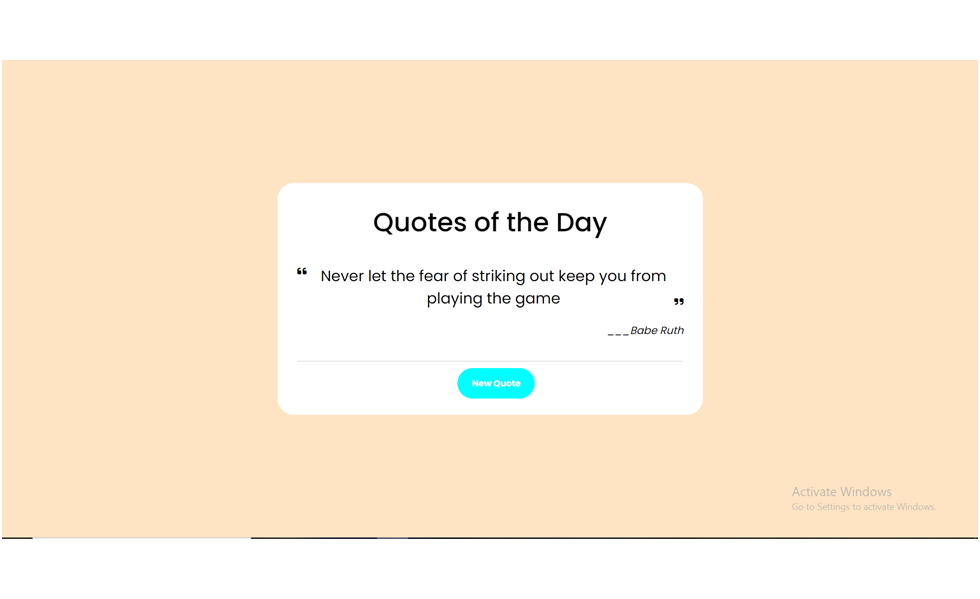 Quotes of the Day
❝ Never let the fear of striking out keep you from
playing the game ❞
___Babe Ruth
New Quote
Activate Windows
Go to Settings to activate Windows.